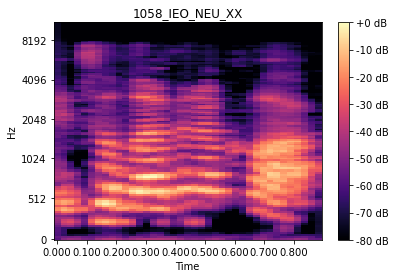 1058_IEO_NEU_XX
8192
4096
2048
1024
512
0
Hz
0.000 0.100 0.200 0.300 0.400 0.500 0.600 0.700 0.800
Time
+0 dB
-10 dB
-20 dB
-30 dB
-40 dB
-50 dB
-60 dB
-70 dB
-80 dB